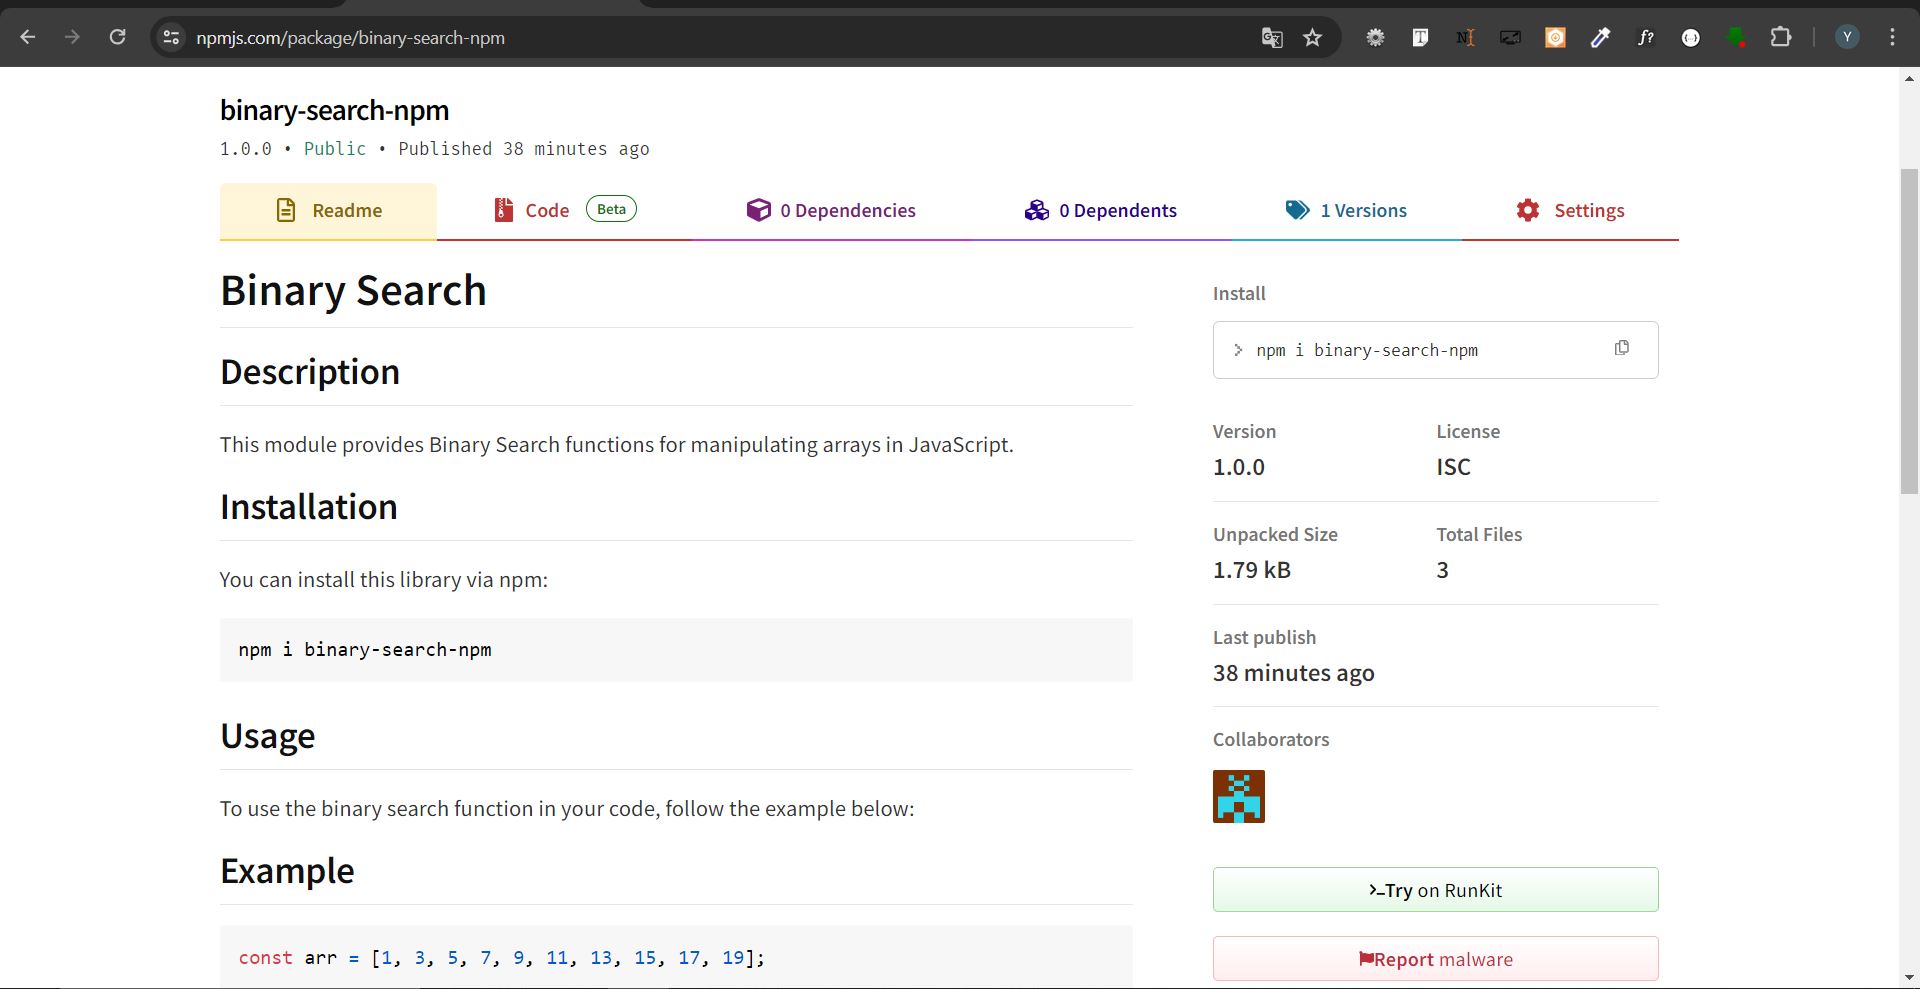 npmjs.com/package/binary-search-npm
Y
binary-search-npm
1.0.0 • Public • Published 38 minutes ago
Readme
Code Beta
0 Dependencies
0 Dependents
1 Versions
Settings
Binary Search
Description
This module provides Binary Search functions for manipulating arrays in JavaScript.
Installation
You can install this library via npm:
npm i binary-search-npm
Usage
To use the binary search function in your code, follow the example below:
Example
const arr = [1, 3, 5, 7, 9, 11, 13, 15, 17, 19];
Install
npm i binary-search-npm
Version
1.0.0
License
ISC
Unpacked Size
1.79 kB
Total Files
3
Last publish
38 minutes ago
Collaborators
Try on RunKit
Report malware